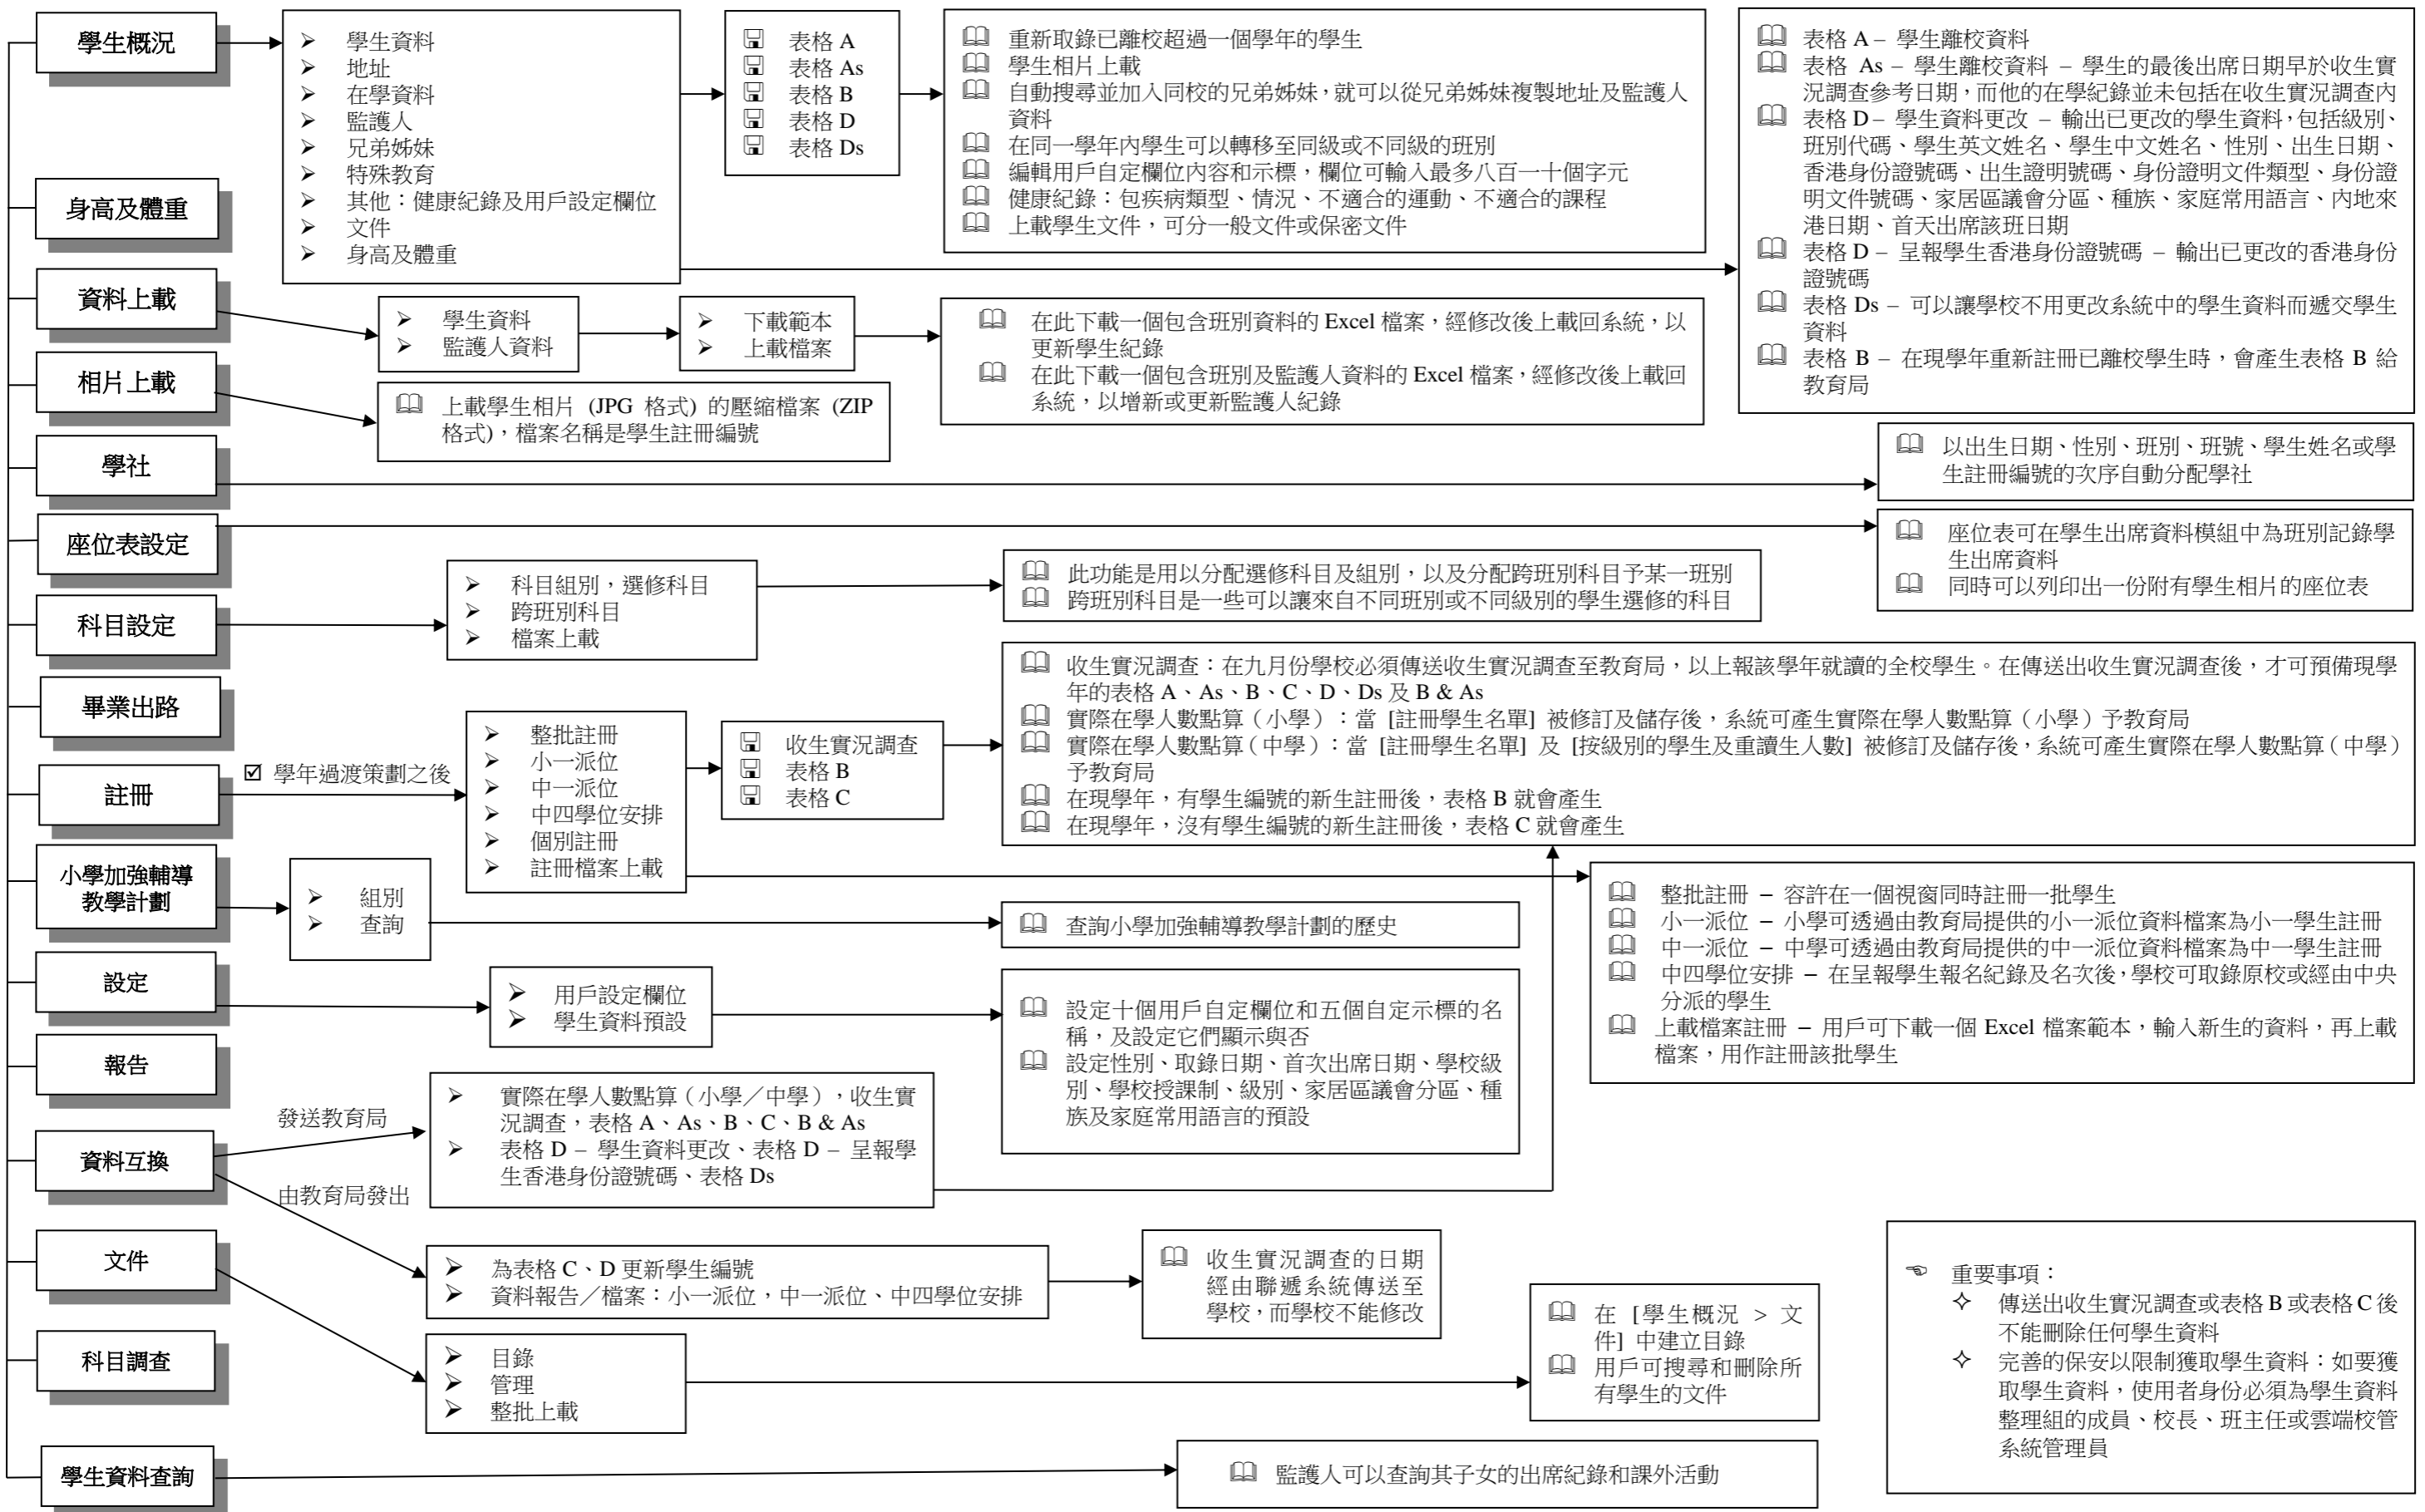 學生概況
學生資料
地址
在學資料
監護人
兄弟姊妹
特殊教育
其他：健康紀錄及用戶設定欄位
文件
身高及體重
表格 A
表格 As
表格 B
表格 D
表格 Ds
重新取錄已離校超過一個學年的學生
學生相片上載
自動搜尋並加入同校的兄弟姊妹，就可以從兄弟姊妹複製地址及監護人
資料
在同一學年內學生可以轉移至同級或不同級的班別
編輯用戶自定欄位內容和示標，欄位可輸入最多八百一十個字元
健康紀錄：包疾病類型、情況、不適合的運動、不適合的課程
上載學生文件，可分一般文件或保密文件
表格 A – 學生離校資料
表格 As – 學生離校資料 – 學生的最後出席日期早於收生實
況調查參考日期，而他的在學紀錄並未包括在收生實況調查內
表格 D – 學生資料更改 – 輸出已更改的學生資料，包括級別、
班別代碼、學生英文姓名、學生中文姓名、性別、出生日期、
香港身份證號碼、出生證明號碼、身份證明文件類型、身份證
明文件號碼、家居區議會分區、種族、家庭常用語言、內地來
港日期、首天出席該班日期
表格 D – 呈報學生香港身份證號碼 – 輸出已更改的香港身份
證號碼
表格 Ds – 可以讓學校不用更改系統中的學生資料而遞交學生
資料
表格 B – 在現學年重新註冊已離校學生時，會產生表格 B 給
教育局
身高及體重
資料上載
學生資料
監護人資料
下載範本
上載檔案
在此下載一個包含班別資料的 Excel 檔案，經修改後上載回系統，以
更新學生紀錄
在此下載一個包含班別及監護人資料的 Excel 檔案，經修改後上載回
系統，以增新或更新監護人紀錄
相片上載
上載學生相片 (JPG 格式) 的壓縮檔案 (ZIP
格式)，檔案名稱是學生註冊編號
學社
以出生日期、性別、班別、班號、學生姓名或學
生註冊編號的次序自動分配學社
座位表設定
座位表可在學生出席資料模組中為班別記錄學
生出席資料
同時可以列印出一份附有學生相片的座位表
科目設定
科目組別，選修科目
跨班別科目
檔案上載
此功能是用以分配選修科目及組別，以及分配跨班別科目予某一班別
跨班別科目是一些可以讓來自不同班別或不同級別的學生選修的科目
畢業出路
註冊
學年過渡策劃之後
整批註冊
小一派位
中一派位
中四學位安排
個別註冊
註冊檔案上載
收生實況調查
表格 B
表格 C
收生實況調查：在九月份學校必須傳送收生實況調查至教育局，以上報該學年就讀的全校學生。在傳送出收生實況調查後，才可預備現學
年的表格 A、As、B、C、D、Ds 及 B & As
實際在學人數點算（小學）：當 [註冊學生名單] 被修訂及儲存後，系統可產生實際在學人數點算（小學）予教育局
實際在學人數點算（中學）：當 [註冊學生名單] 及 [按級別的學生及重讀生人數] 被修訂及儲存後，系統可產生實際在學人數點算（中學）
予教育局
在現學年，有學生編號的新生註冊後，表格 B 就會產生
在現學年，沒有學生編號的新生註冊後，表格 C 就會產生
整批註冊 – 容許在一個視窗同時註冊一批學生
小一派位 – 小學可透過由教育局提供的小一派位資料檔案為小一學生註冊
中一派位 – 中學可透過由教育局提供的中一派位資料檔案為中一學生註冊
中四學位安排 – 在呈報學生報名紀錄及名次後，學校可取錄原校或經由中央
分派的學生
上載檔案註冊 – 用戶可下載一個 Excel 檔案範本，輸入新生的資料，再上載
檔案，用作註冊該批學生
小學加強輔導
教學計劃
組別
查詢
查詢小學加強輔導教學計劃的歷史
設定
用戶設定欄位
學生資料預設
設定十個用戶自定欄位和五個自定示標的名
稱，及設定它們顯示與否
設定性別、取錄日期、首次出席日期、學校級
別、學校授課制、級別、家居區議會分區、種
族及家庭常用語言的預設
報告
資料互換
發送教育局
實際在學人數點算（小學／中學），收生實
況調查，表格 A、As、B、C、B & As
表格 D – 學生資料更改、表格 D – 呈報學
生香港身份證號碼、表格 Ds
由教育局發出
為表格 C、D 更新學生編號
資料報告／檔案：小一派位，中一派位、中四學位安排
收生實況調查的日期
經由聯遞系統傳送至
學校，而學校不能修改
文件
目錄
管理
整批上載
在 [學生概況 > 文
件] 中建立目錄
用戶可搜尋和刪除所
有學生的文件
科目調查
學生資料查詢
監護人可以查詢其子女的出席紀錄和課外活動
重要事項：
傳送出收生實況調查或表格 B 或表格 C 後
不能刪除任何學生資料
完善的保安以限制獲取學生資料：如要獲
取學生資料，使用者身份必須為學生資料
整理組的成員、校長、班主任或雲端校管
系統管理員